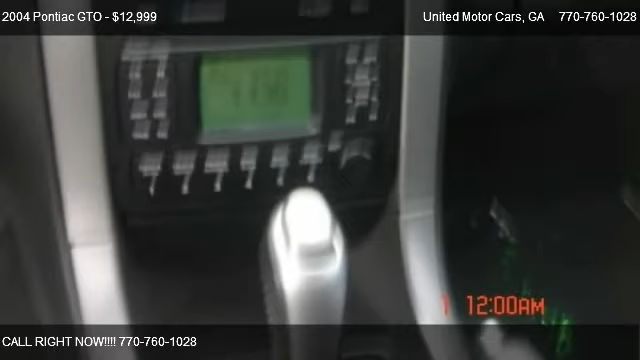 2004 Pontiac GTO - $12,999
United Motor Cars, GA 770-760-1028
1 12:00AM
CALL RIGHT NOW!!!! 770-760-1028